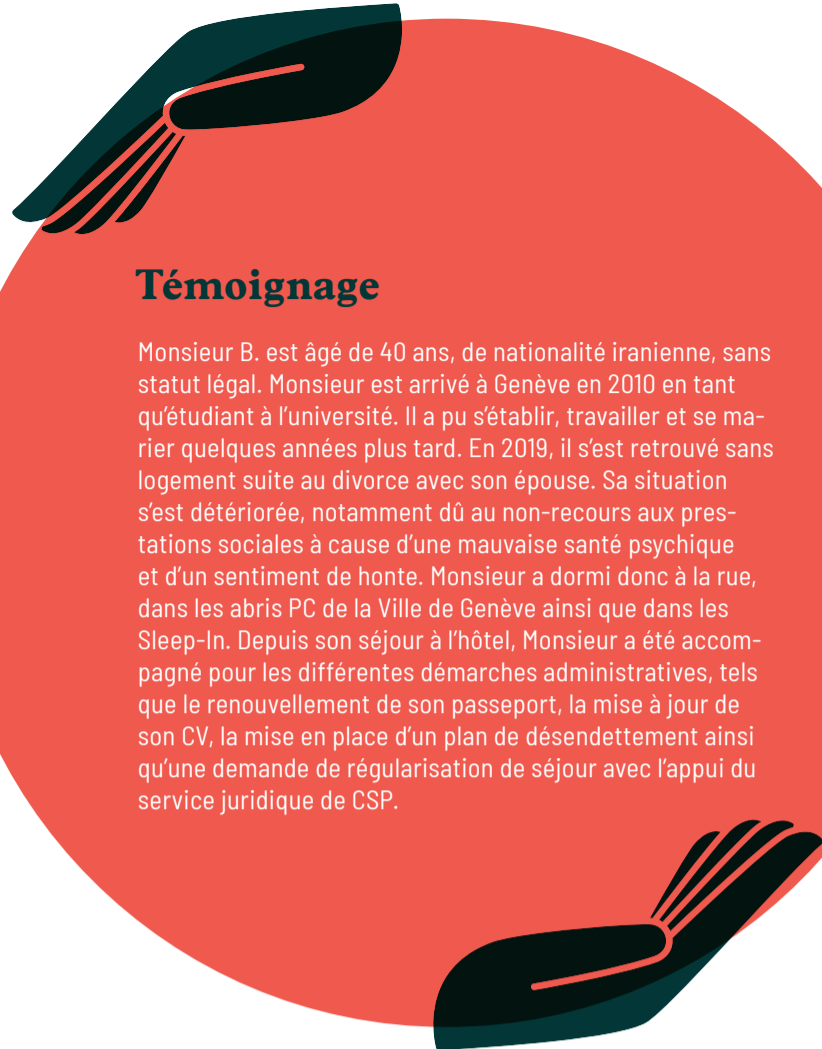 Témoignage
Monsieur B. est âgé de 40 ans, de nationalité iranienne, sans
statut légal. Monsieur est arrivé à Genève en 2010 en tant
qu'étudiant à l'université. Il a pu s'établir, travailler et se ma-
rier quelques années plus tard. En 2019, il s'est retrouvé sans
logement suite au divorce avec son épouse. Sa situation
s'est détériorée, notamment dû au non-recours aux pres-
tations sociales à cause d'une mauvaise santé psychique
et d'un sentiment de honte. Monsieur a dormi donc à la rue,
dans les abris PC de la Ville de Genève ainsi que dans les
Sleep-In. Depuis son séjour à l'hôtel, Monsieur a été accom-
pagné pour les différentes démarches administratives, tels
que le renouvellement de son passeport, la mise à jour de
son CV, la mise en place d'un plan de désendettement ainsi
qu'une demande de régularisation de séjour avec l'appui du
service juridique de CSP.